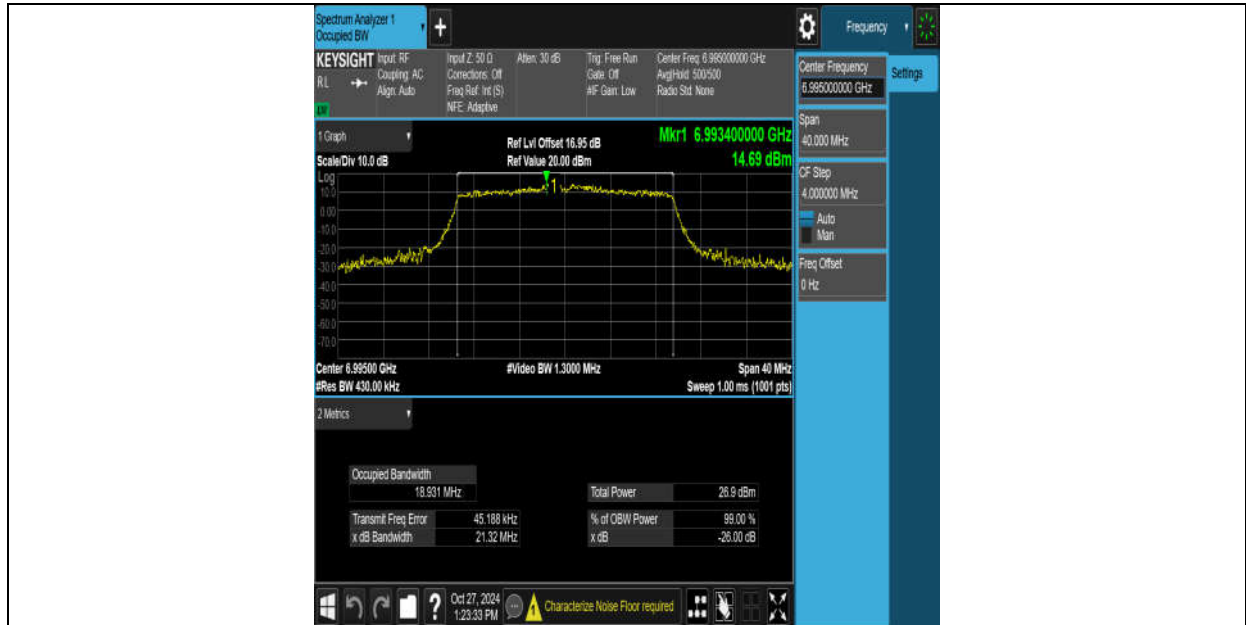 Spectrum Analyzer 1
Occupied BW
Frequency
KEYSIGHT
RL
Input: RF
Coupling: AC
Align: Auto
Input Z: 50 Ω
Corrections: Off
Freq Ref: Int (S)
NFE: Adaptive
Atten: 30 dB
Trig: Free Run
Gate: Off
#IF Gain: Low
Center Freq: 6.995000000 GHz
Avg|Hold: 500/500
Radio Std: None
Center Frequency
6.995000000 GHz
Settings
Span
40.000 MHz
CF Step
4.000000 MHz
Auto
Man
Freq Offset
0 Hz
1 Graph
Scale/Div 10.0 dB
Ref Lvl Offset 16.95 dB
Ref Value 20.00 dBm
Mkr1 6.993400000 GHz
14.69 dBm
Log
10.0
0.00
-10.0
-20.0
-30.0
-40.0
-50.0
-60.0
-70.0
1
Center 6.99500 GHz
#Res BW 430.00 kHz
#Video BW 1.3000 MHz
Span 40 MHz
Sweep 1.00 ms (1001 pts)
2 Metrics
Occupied Bandwidth
18.931 MHz
Total Power 26.9 dBm
Transmit Freq Error 45.188 kHz
% of OBW Power 99.00 %
x dB Bandwidth 21.32 MHz
x dB -26.00 dB
Oct 27, 2024
1:23:33 PM
Characterize Noise Floor required